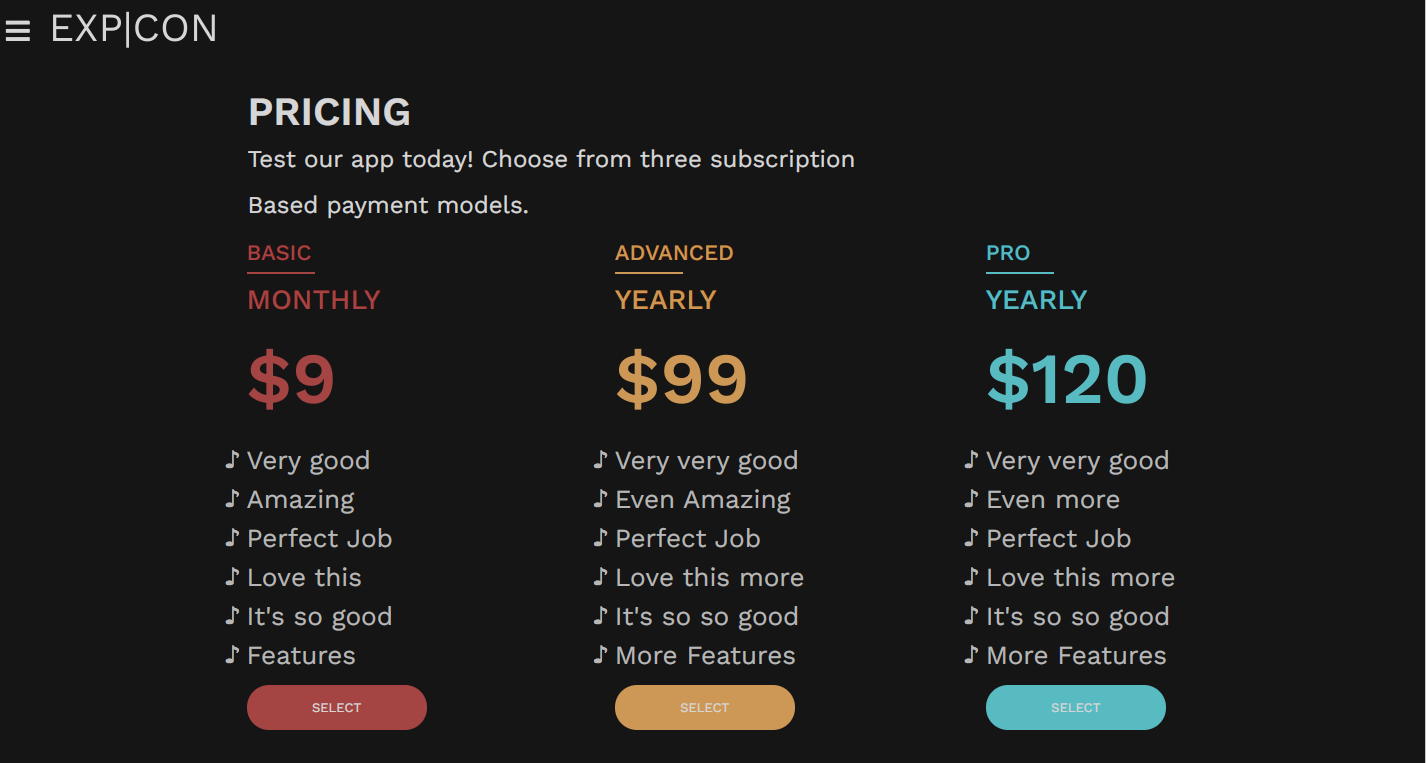 EXP|CON
PRICING
Test our app today! Choose from three subscription
Based payment models.
BASIC
MONTHLY
$9
♪ Very good
♪ Amazing
♪ Perfect Job
♪ Love this
♪ It's so good
♪ Features
SELECT
ADVANCED
YEARLY
$99
♪ Very very good
♪ Even Amazing
♪ Perfect Job
♪ Love this more
♪ It's so so good
♪ More Features
SELECT
PRO
YEARLY
$120
♪ Very very good
♪ Even more
♪ Perfect Job
♪ Love this more
♪ It's so so good
♪ More Features
SELECT